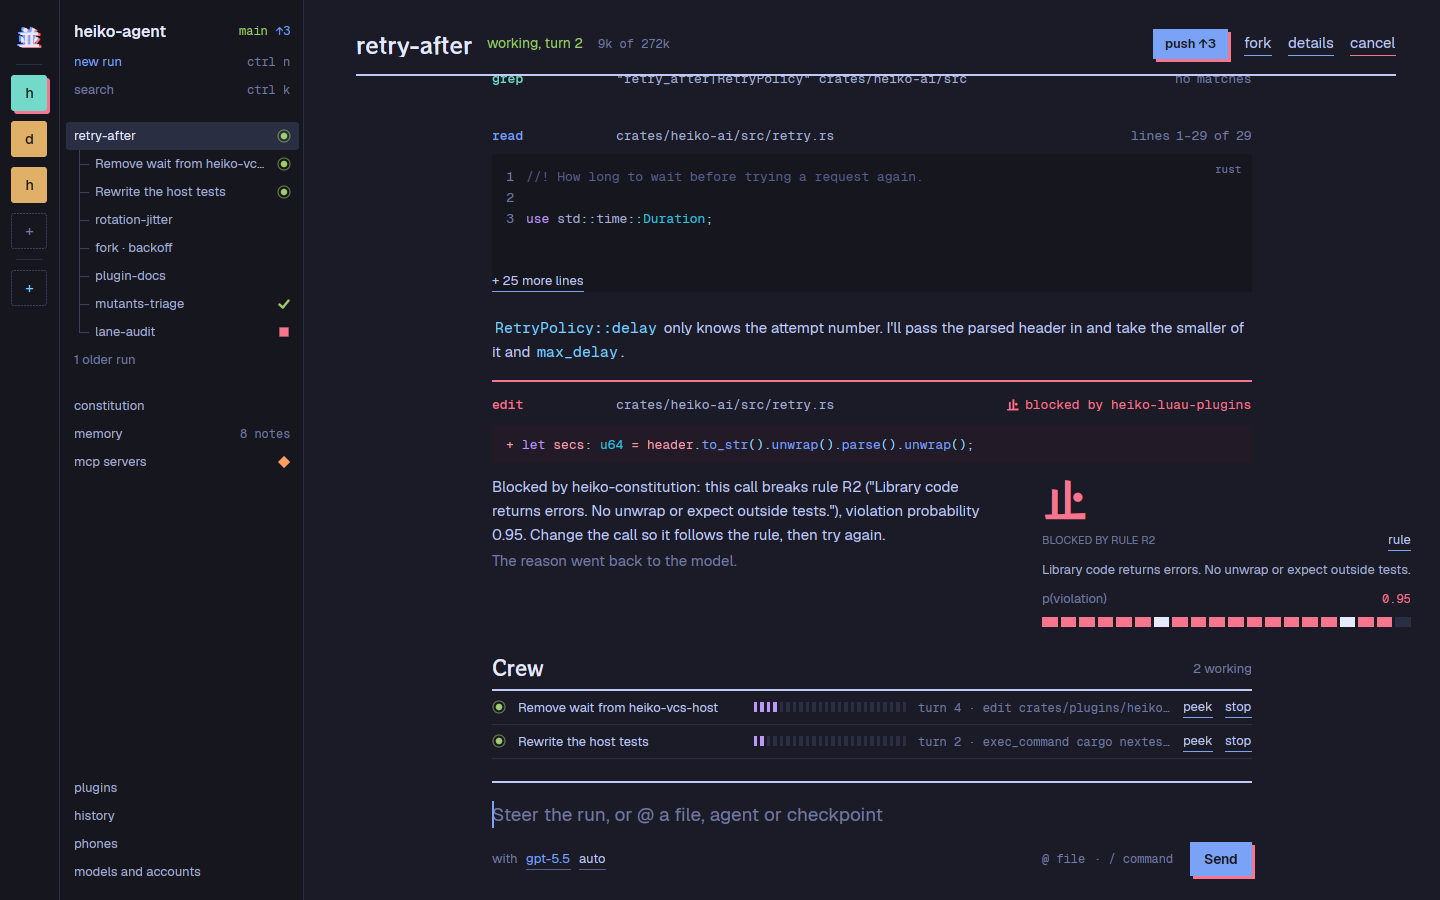 heiko-agent
main ↑3
new run
ctrl n
search
ctrl k
h
d
h
+
+
retry-after
Remove wait from heiko-vc…
Rewrite the host tests
rotation-jitter
fork · backoff
plugin-docs
mutants-triage
lane-audit
1 older run
constitution
memory
8 notes
mcp servers
plugins
history
phones
models and accounts
retry-after
working, turn 2
9k of 272k
push ↑3
fork
details
cancel
grep
"retry_after|RetryPolicy" crates/heiko-ai/src
no matches
read
crates/heiko-ai/src/retry.rs
lines 1-29 of 29
rust
1 //! How long to wait before trying a request again.
2
3 use std::time::Duration;
+ 25 more lines
RetryPolicy::delay only knows the attempt number. I'll pass the parsed header in and take the smaller of
it and max_delay.
edit
crates/heiko-ai/src/retry.rs
止 blocked by heiko-luau-plugins
+ let secs: u64 = header.to_str().unwrap().parse().unwrap();
Blocked by heiko-constitution: this call breaks rule R2 ("Library code
returns errors. No unwrap or expect outside tests."), violation probability
0.95. Change the call so it follows the rule, then try again.
The reason went back to the model.
止
BLOCKED BY RULE R2
rule
Library code returns errors. No unwrap or expect outside tests.
p(violation)
0.95
Crew
2 working
Remove wait from heiko-vcs-host
turn 4 · edit crates/plugins/heiko…
peek
stop
Rewrite the host tests
turn 2 · exec_command cargo nextes…
peek
stop
Steer the run, or @ a file, agent or checkpoint
with gpt-5.5 auto
@ file · / command
Send